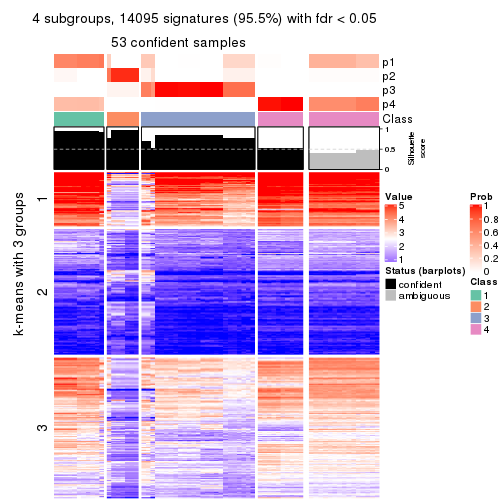 4 subgroups, 14095 signatures (95.5%) with fdr < 0.05
53 confident samples
p1
p2
p3
p4
Class
1
0.5
0
Silhouette
score
k-means with 3 groups
1
2
3
Value
5
4
3
2
1
Status (barplots)
confident
ambiguous
Prob
1
0.8
0.6
0.4
0.2
0
Class
1
2
3
4